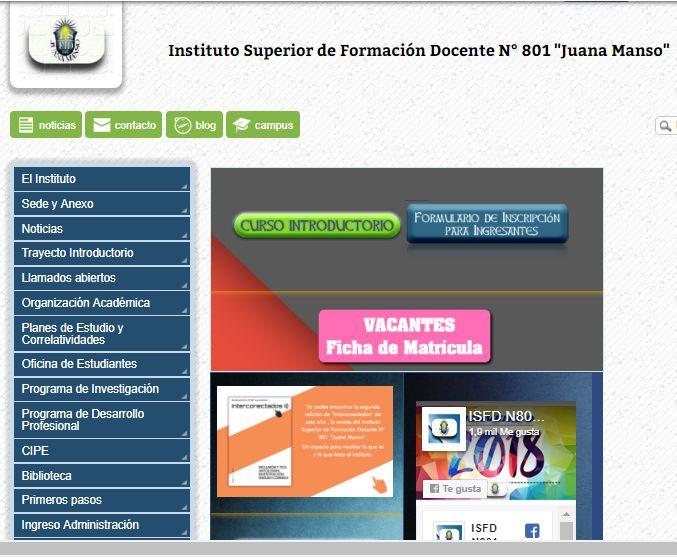 Instituto Superior de Formación Docente N° 801 "Juana Manso"
noticias
contacto
blog
campus
El Instituto
Sede y Anexo
Noticias
Trayecto Introductorio
Llamados abiertos
Organización Académica
Planes de Estudio y
Correlatividades
Oficina de Estudiantes
Programa de Investigación
Programa de Desarrollo
Profesional
CIPE
Biblioteca
Primeros pasos
Ingreso Administración
CURSO INTRODUCTORIO
Formulario de Inscripción
para Ingresantes
VACANTES
Ficha de Matrícula
interconectados
Ya podés encontrar la segunda
edición de "Interconectados" de
este año , la revista del Instituto
Superior de Formación Docente N°
801 "Juana Manso".
Un espacio para mostrar lo que es
y lo que hace el instituto.
ISFD N80...
1,9 mil Me gusta
2018
Te gusta
ISFD